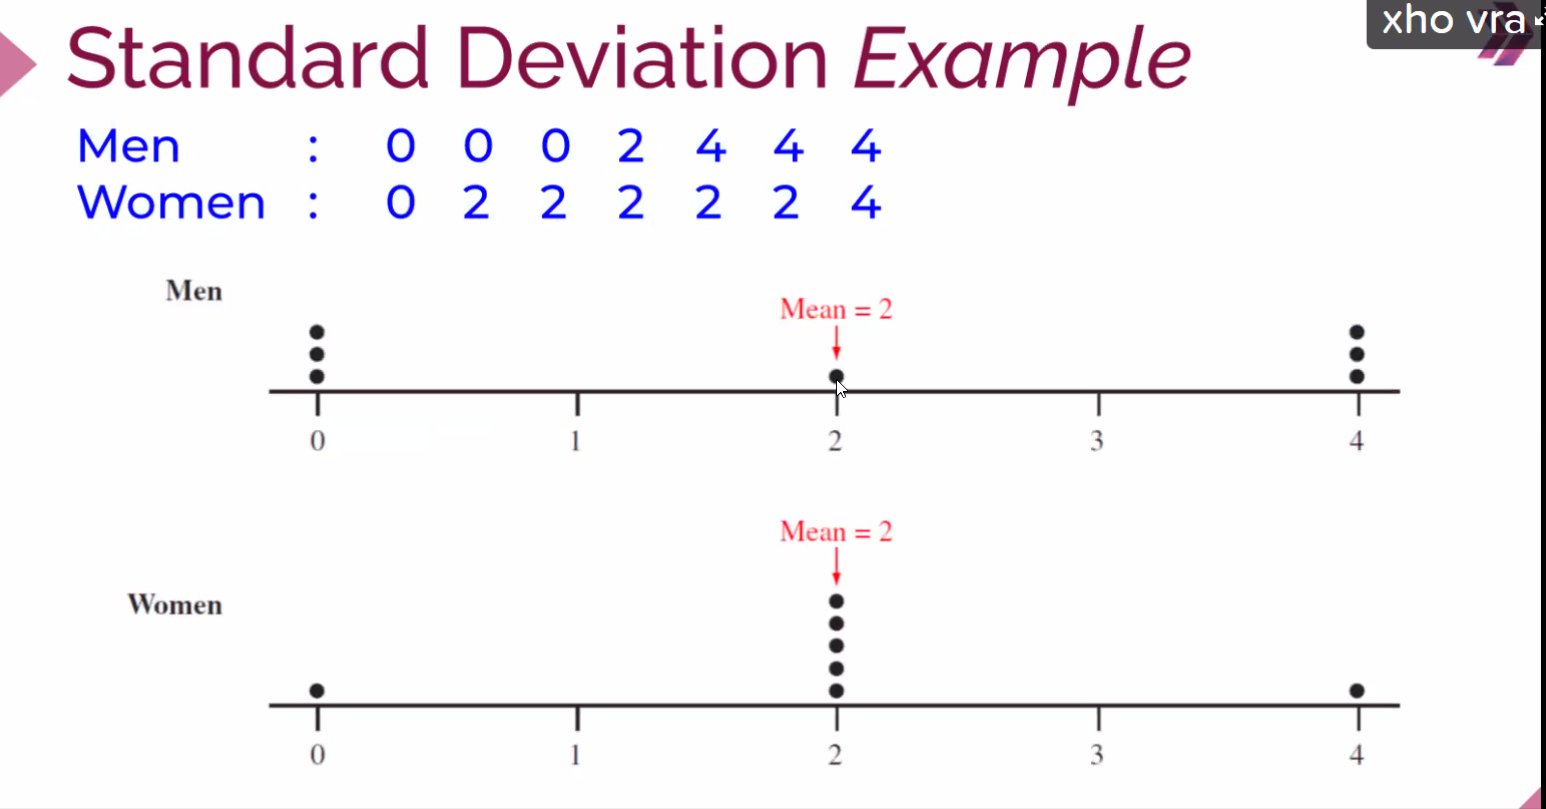 xho vra
Standard Deviation Example
Men : 0 0 0 2 4 4 4
Women : 0 2 2 2 2 2 4
Men
Mean = 2
0 1 2 3 4
Mean = 2
Women
0 1 2 3 4